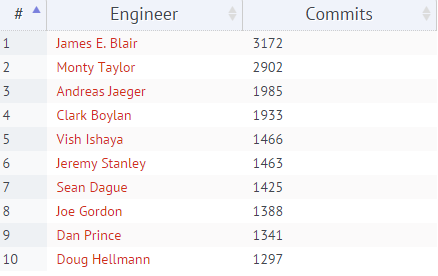 # Engineer Commits
1 James E. Blair 3172
2 Monty Taylor 2902
3 Andreas Jaeger 1985
4 Clark Boylan 1933
5 Vish Ishaya 1466
6 Jeremy Stanley 1463
7 Sean Dague 1425
8 Joe Gordon 1388
9 Dan Prince 1341
10 Doug Hellmann 1297